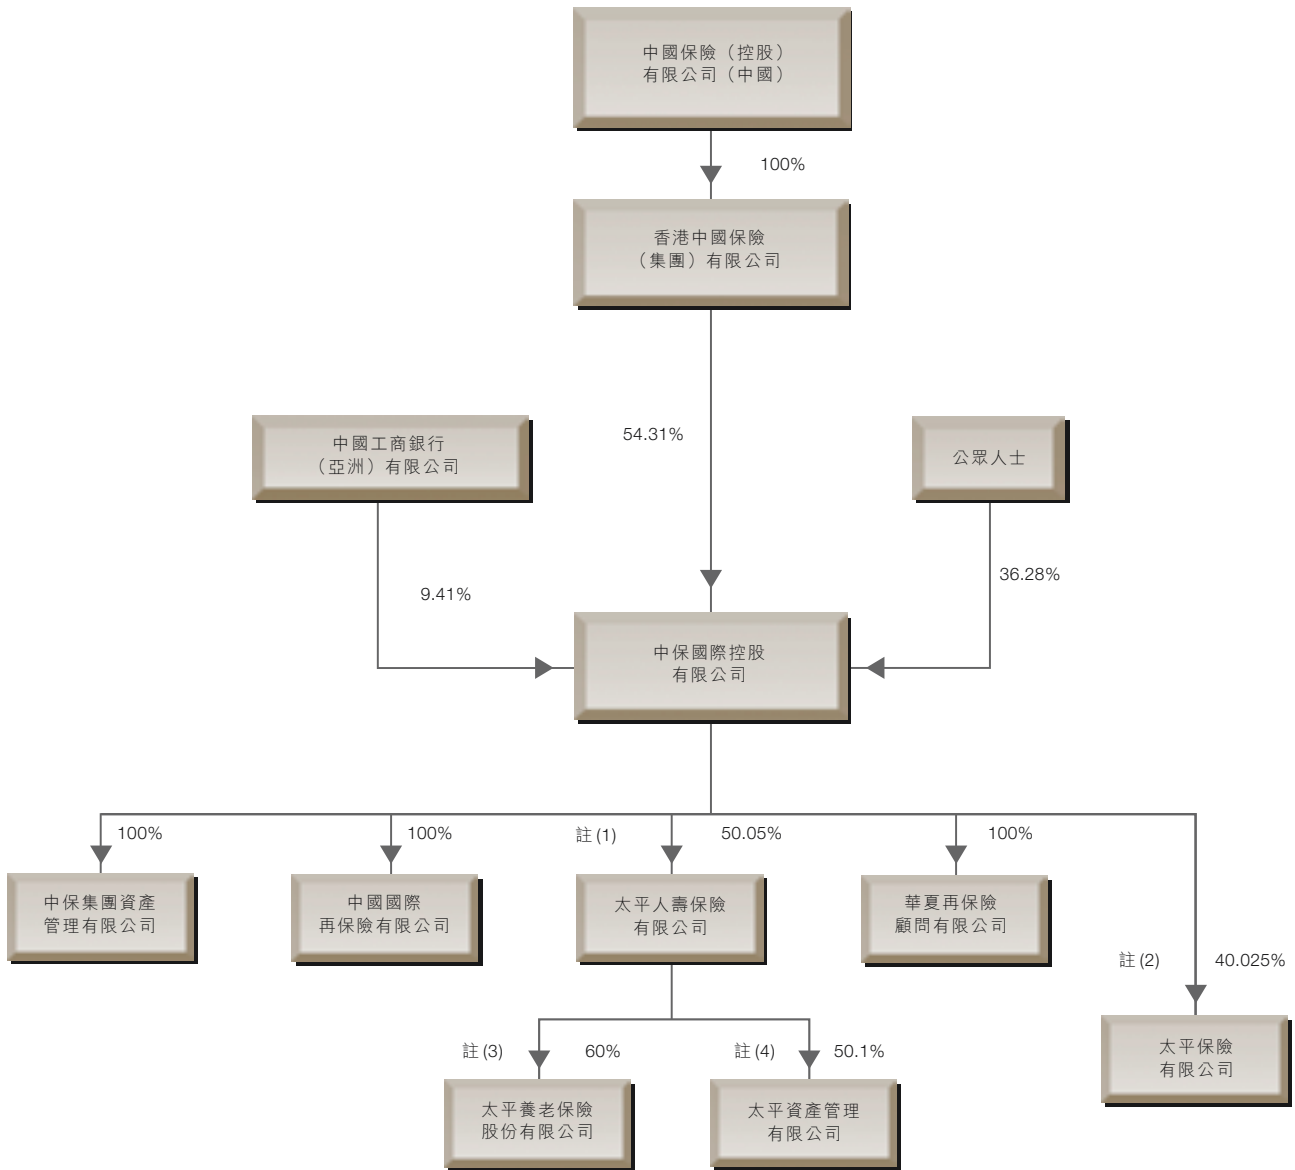 中國保險（控股）
有限公司（中國）
100%
香港中國保險
（集團）有限公司
中國工商銀行
（亞洲）有限公司
54.31%
公眾人士
9.41%
36.28%
中保國際控股
有限公司
100%
100%
註 (1)
50.05%
100%
中保集團資產
管理有限公司
中國國際
再保險有限公司
太平人壽保險
有限公司
華夏再保險
顧問有限公司
註 (2)
40.025%
太平保險
有限公司
註 (3)
60%
註 (4)
50.1%
太平養老保險
股份有限公司
太平資產管理
有限公司